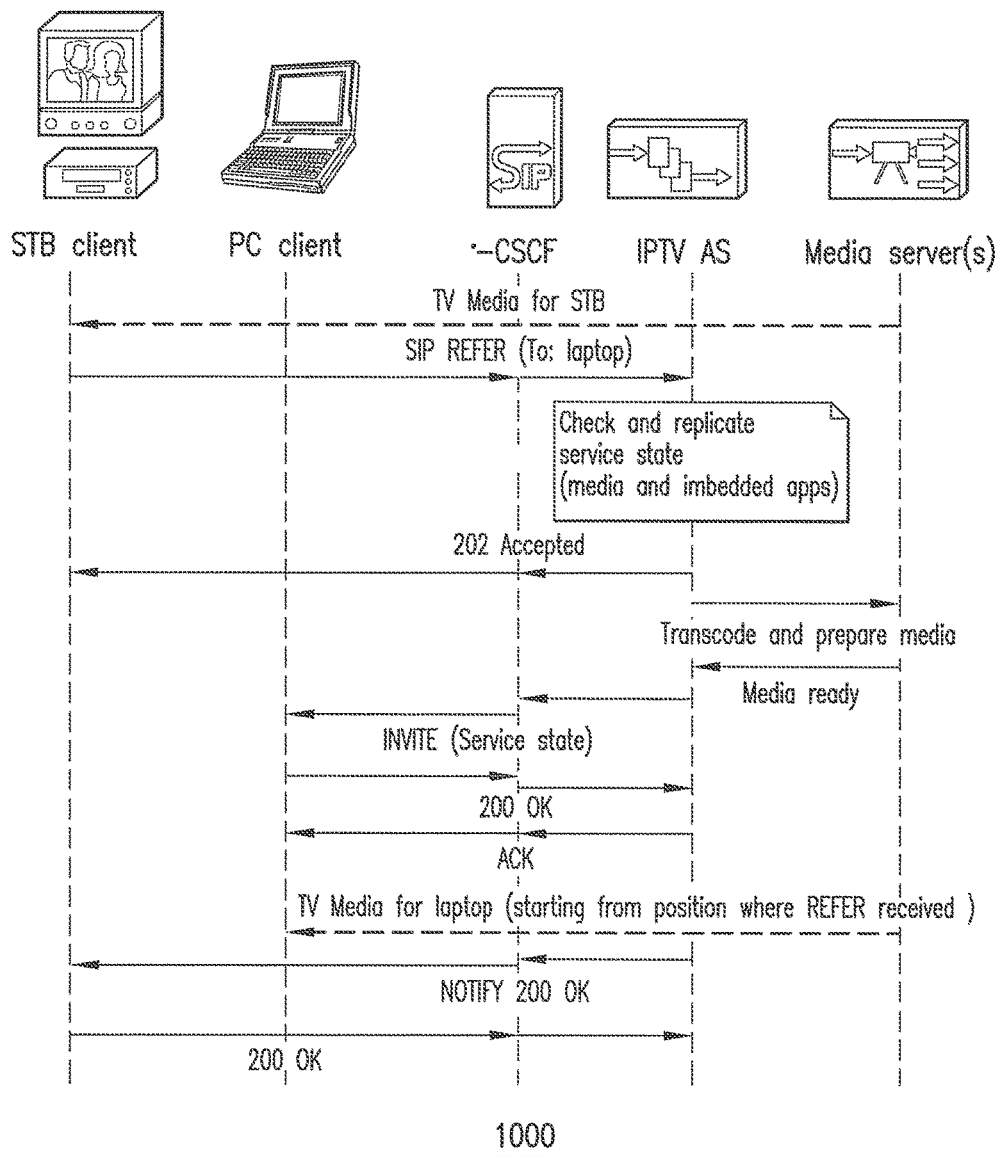 SIP
STB client
PC client
*-CSCF
IPTV AS
Media server(s)
TV Media for STB
SIP REFER (To: laptop)
Check and replicate
service state
(media and imbedded apps)
202 Accepted
Transcode and prepare media
Media ready
INVITE (Service state)
200 OK
ACK
TV Media for laptop (starting from position where REFER received )
NOTIFY 200 OK
200 OK
1000